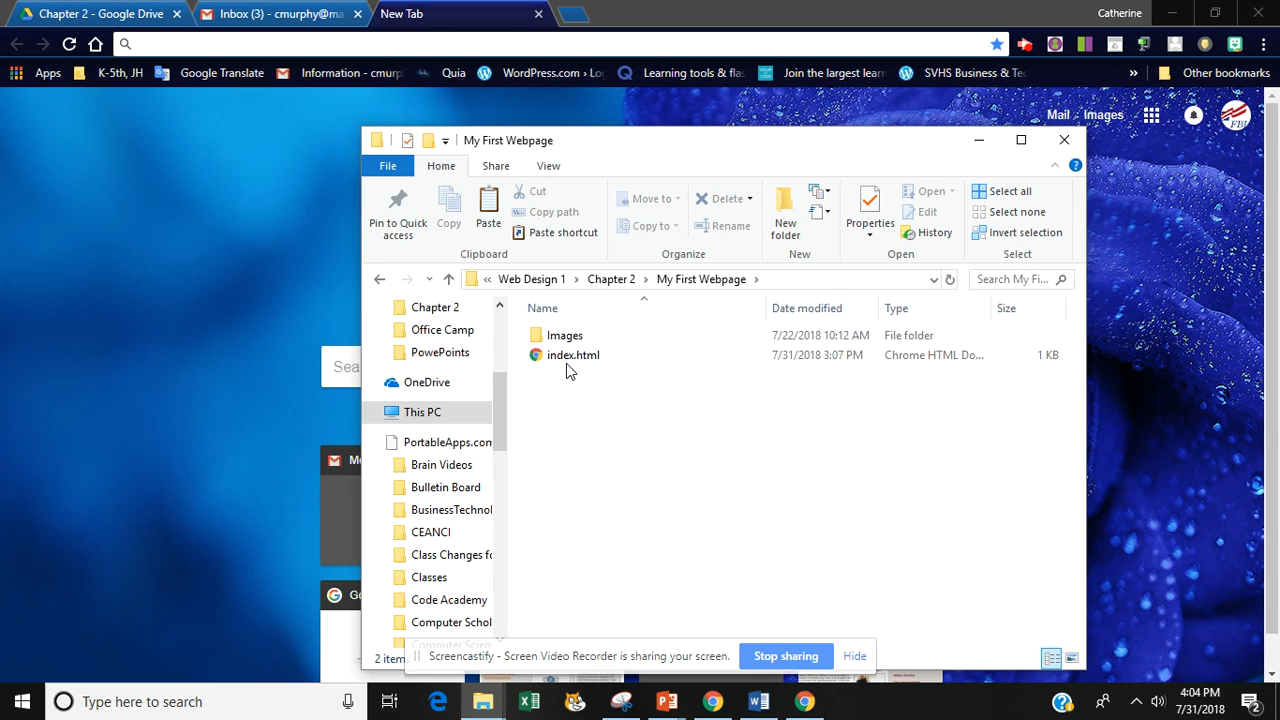 Chapter 2 - Google Drive
Inbox (3) - cmurphy@ma
New Tab
Catherine
Apps
K-5th, JH
Google Translate
Information - cmurp
Quia
WordPress.com › Lo
Learning tools & flas
Join the largest lear
SVHS Business & Te
»
Other bookmarks
Mail
Images
My First Webpage
File
Home
Share
View
Pin to Quick access
Copy
Paste
Cut
Copy path
Paste shortcut
Move to
Copy to
Delete
Rename
New folder
Properties
Open
Edit
History
Select all
Select none
Invert selection
Clipboard
Organize
New
Open
Select
« Web Design 1 › Chapter 2 › My First Webpage ›
Search My Fi...
Name
Date modified
Type
Size
Images
7/22/2018 10:12 AM
File folder
index.html
7/31/2018 3:07 PM
Chrome HTML Do...
1 KB
Chapter 2
Office Camp
PowePoints
OneDrive
This PC
PortableApps.com
Brain Videos
Bulletin Board
BusinessTechnol
CEANCI
Class Changes fo
Classes
Code Academy
Computer Schol
Computer Scien
Sea
2 items
Screencastify - Screen Video Recorder is sharing your screen.
Stop sharing
Hide
Type here to search
4:04 PM
7/31/2018
2